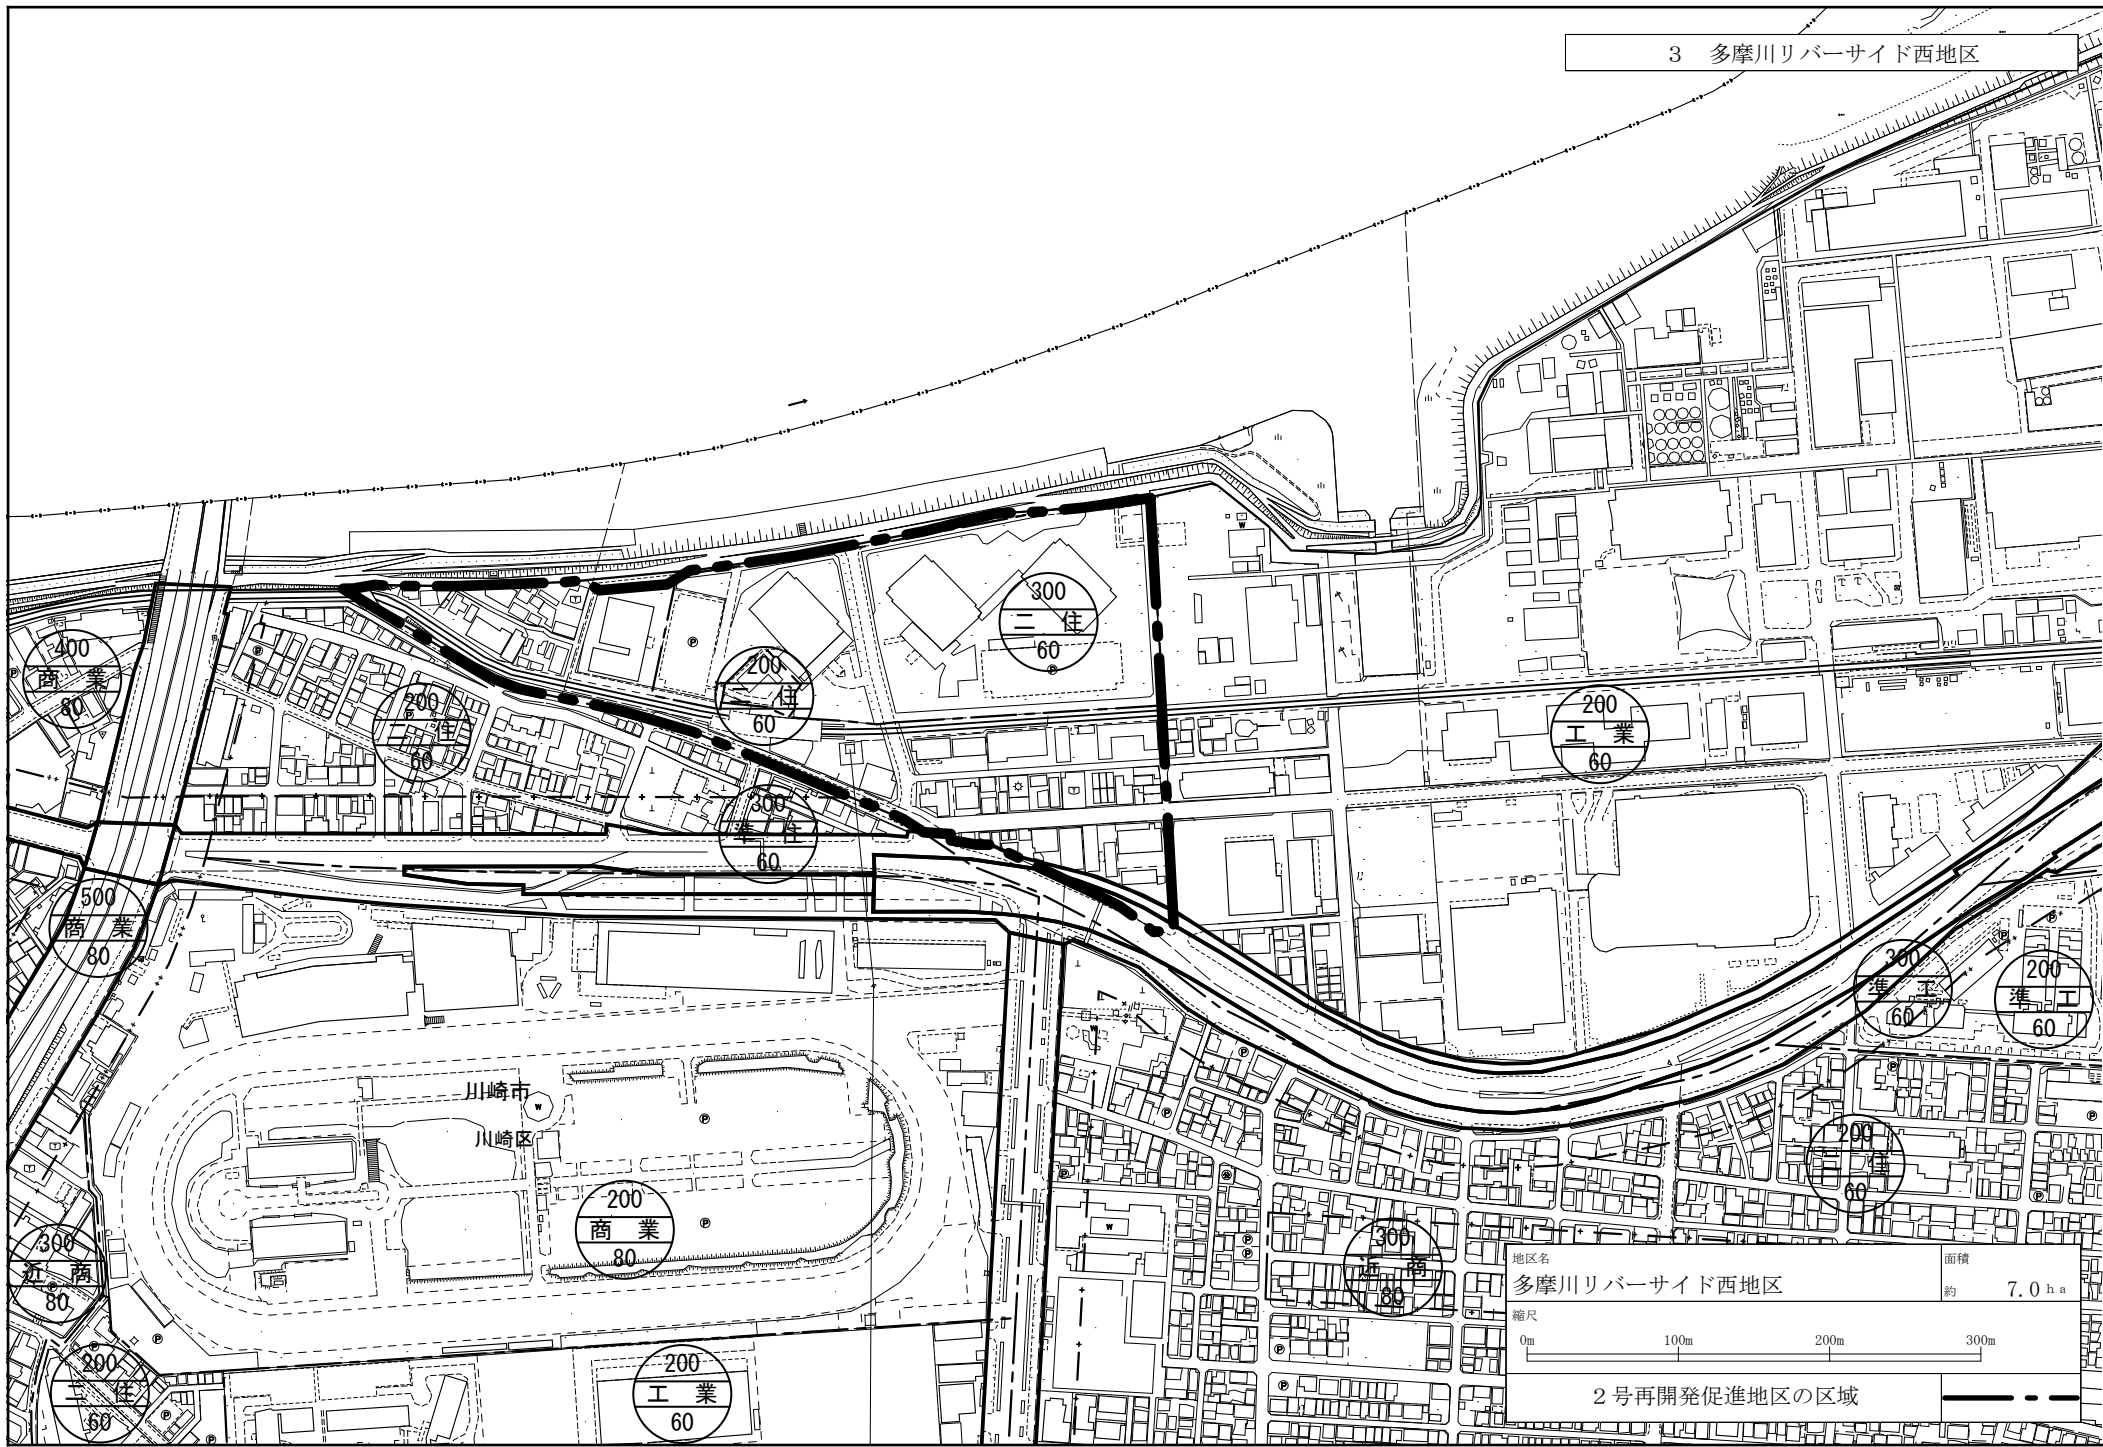 3 多摩川リバーサイド西地区
300
二 住
60
400
商 業
80
200
二 住
60
200
二 住
60
200
工 業
60
300
準 住
60
500
商 業
80
300
準 工
60
200
準 工
60
川崎市
川崎区
200
商 業
80
200
二 住
60
300
近 商
80
300
近 商
80
200
二 住
60
200
工 業
60
地区名
多摩川リバーサイド西地区
面積
約 7.0 ha
縮尺
0m 100m 200m 300m
2号再開発促進地区の区域